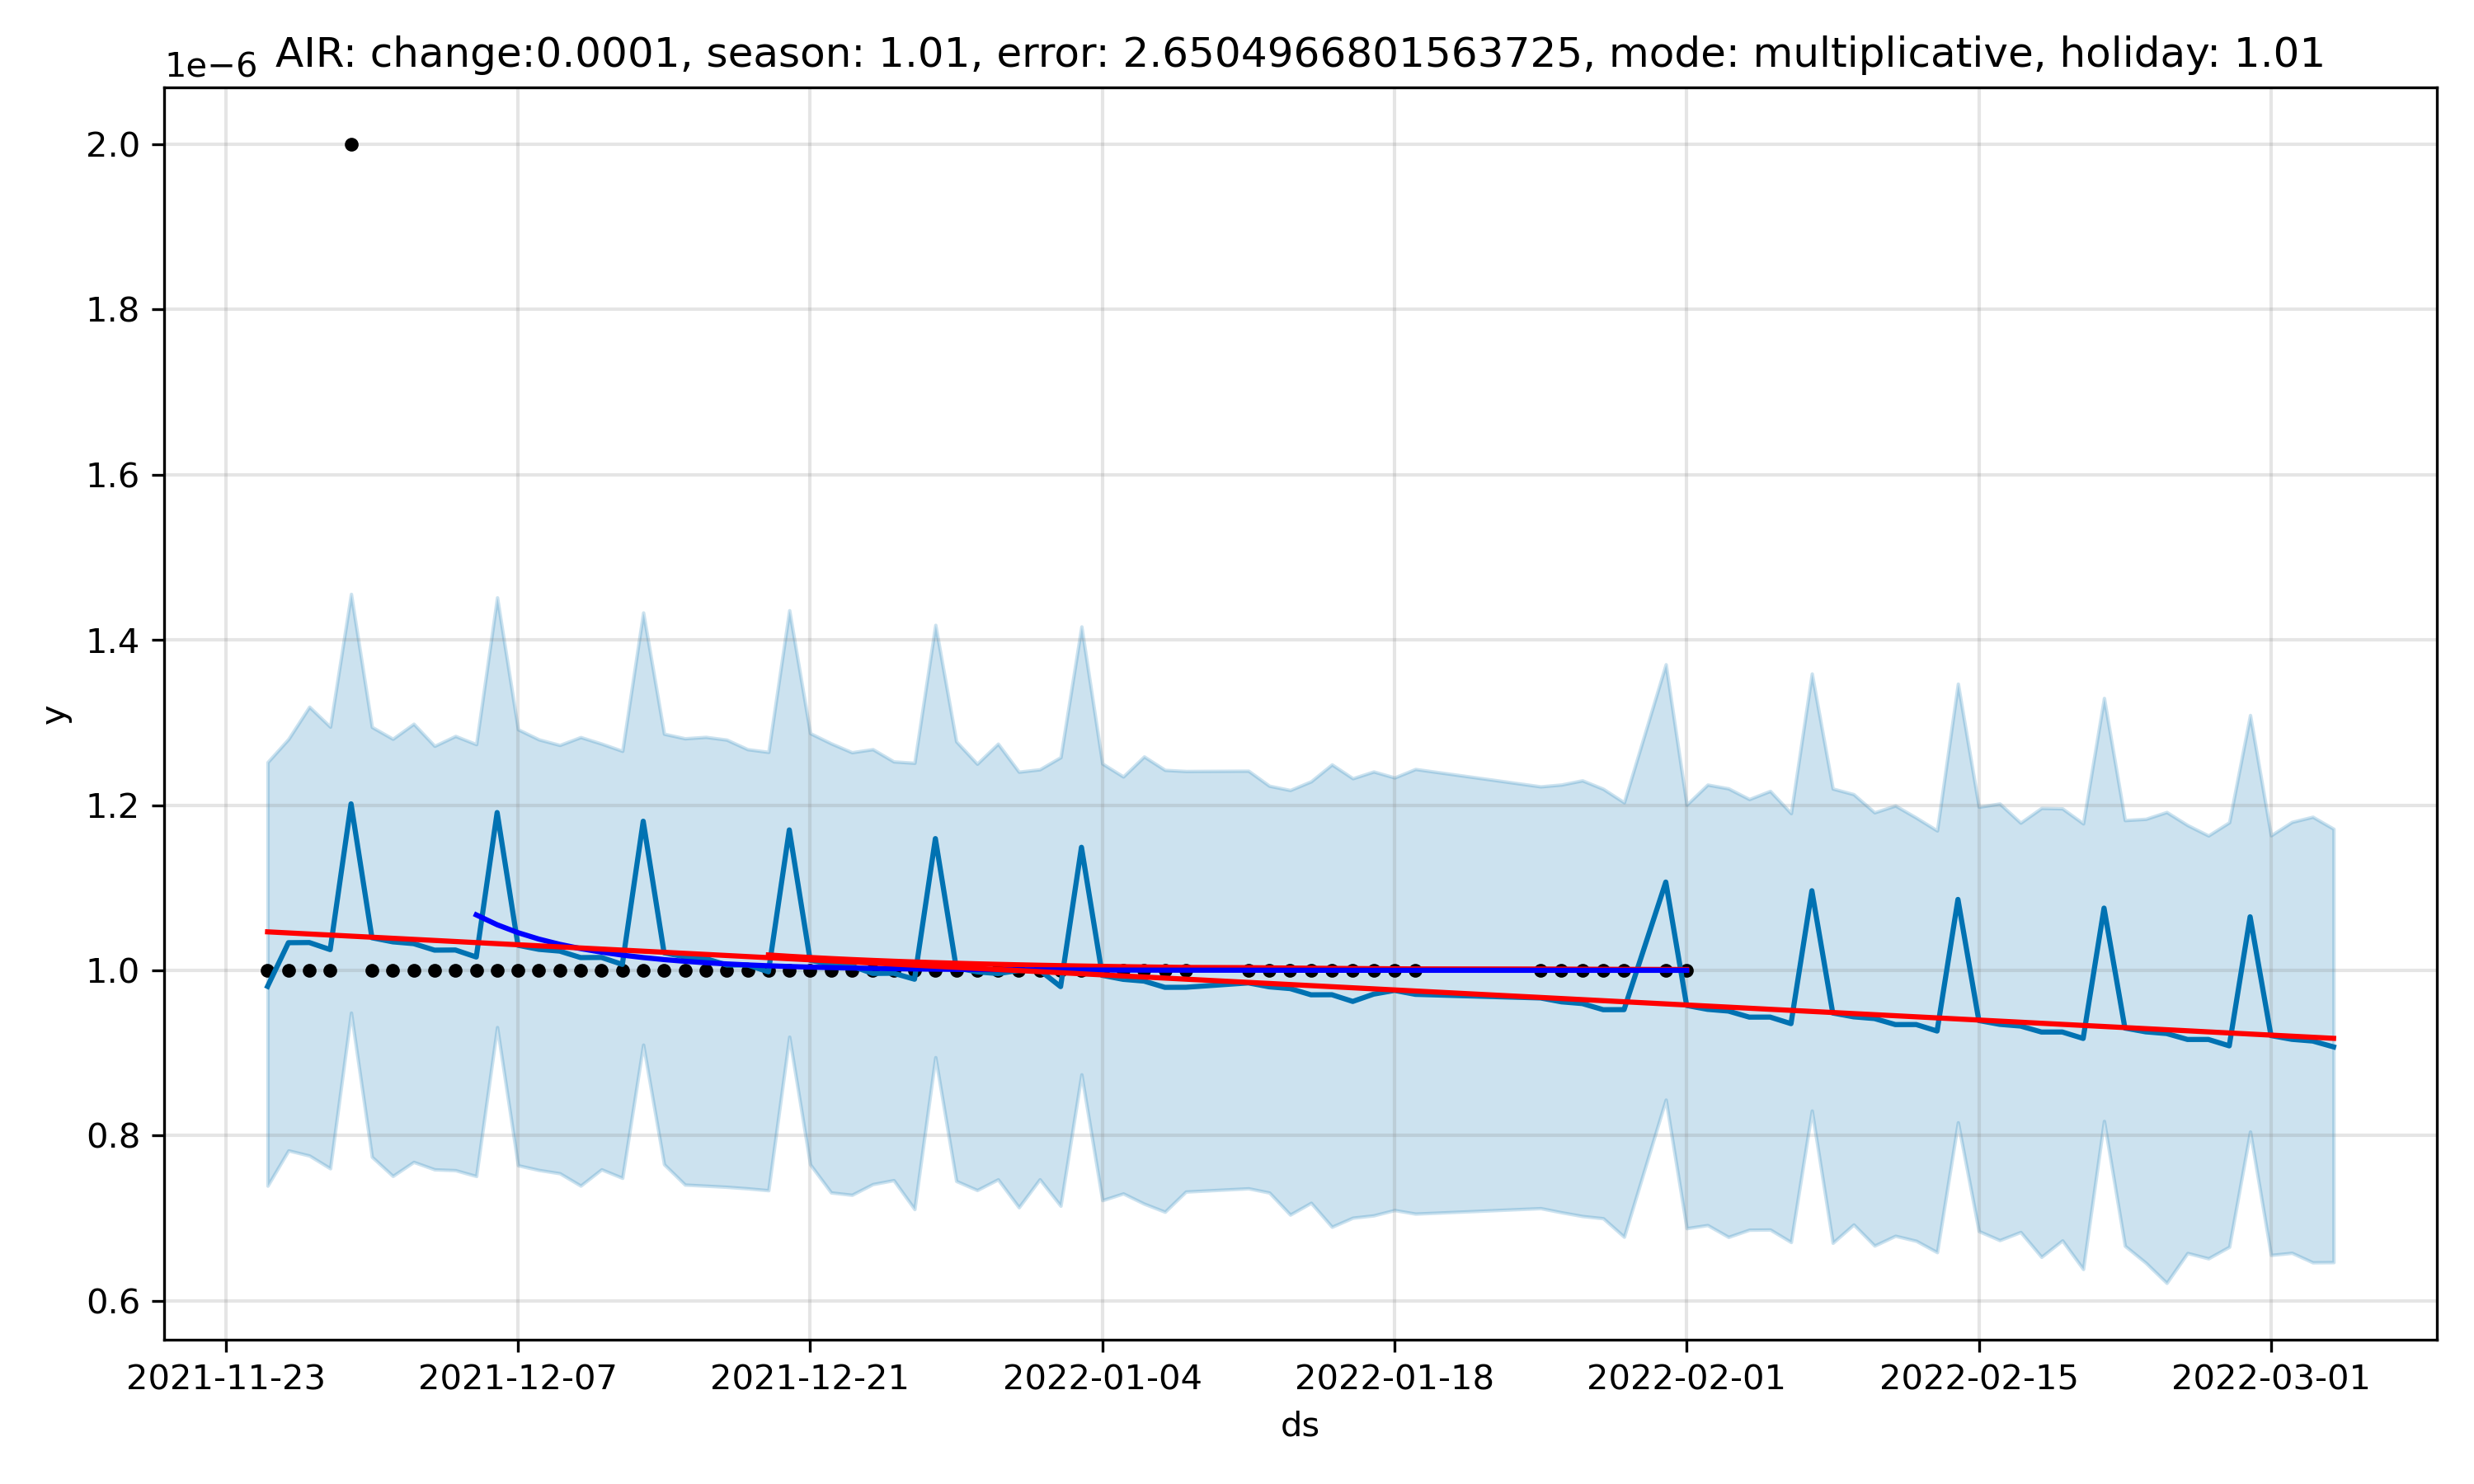 1e−6 AIR: change:0.0001, season: 1.01, error: 2.6504966801563725, mode: multiplicative, holiday: 1.01
2.0
1.8
1.6
1.4
1.2
1.0
0.8
0.6
y
2021-11-23 2021-12-07 2021-12-21 2022-01-04 2022-01-18 2022-02-01 2022-02-15 2022-03-01
ds